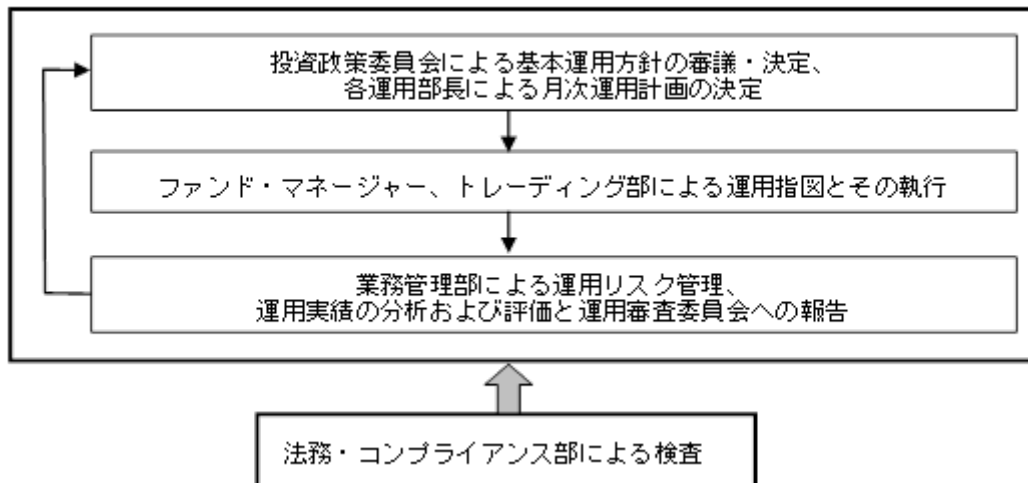 投資政策委員会による基本運用方針の審議・決定、
各運用部長による月次運用計画の決定
ファンド・マネージャー、トレーディング部による運用指図とその執行
業務管理部による運用リスク管理、
運用実績の分析および評価と運用審査委員会への報告
法務・コンプライアンス部による検査